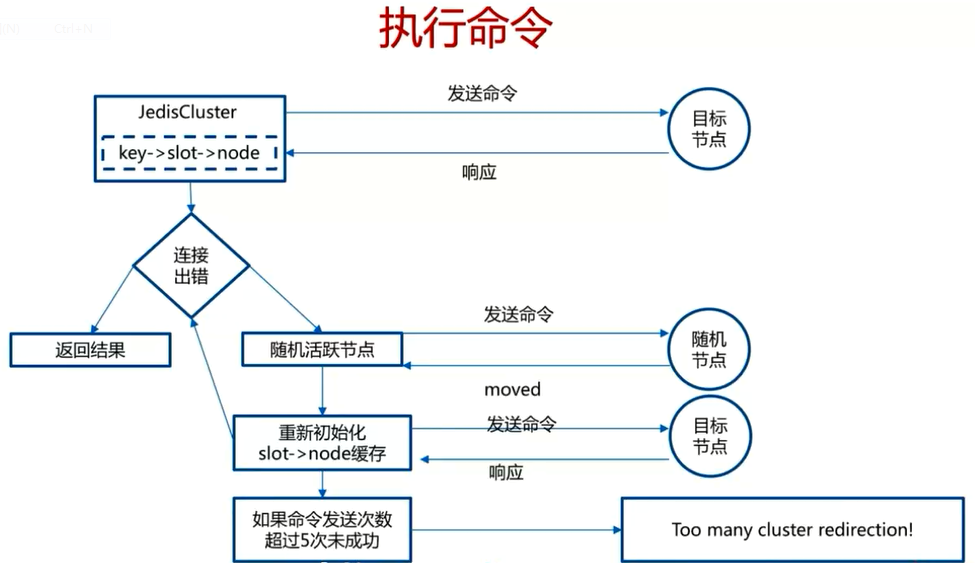 执行命令
Ctrl+N
JedisCluster
key->slot->node
发送命令
响应
目标
节点
连接
出错
返回结果
随机活跃节点
发送命令
moved
随机
节点
重新初始化
slot->node缓存
发送命令
响应
目标
节点
如果命令发送次数
超过5次未成功
Too many cluster redirection!